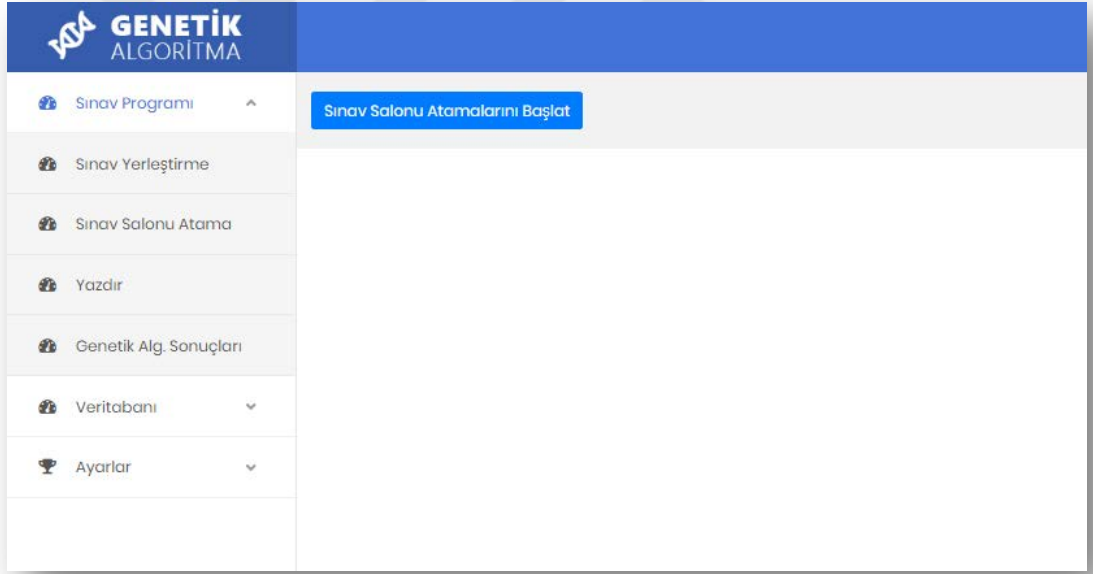 GENETİK
ALGORİTMA
Sınav Programı
Sınav Salonu Atamalarını Başlat
Sınav Yerleştirme
Sınav Salonu Atama
Yazdır
Genetik Alg. Sonuçları
Veritabanı
Ayarlar